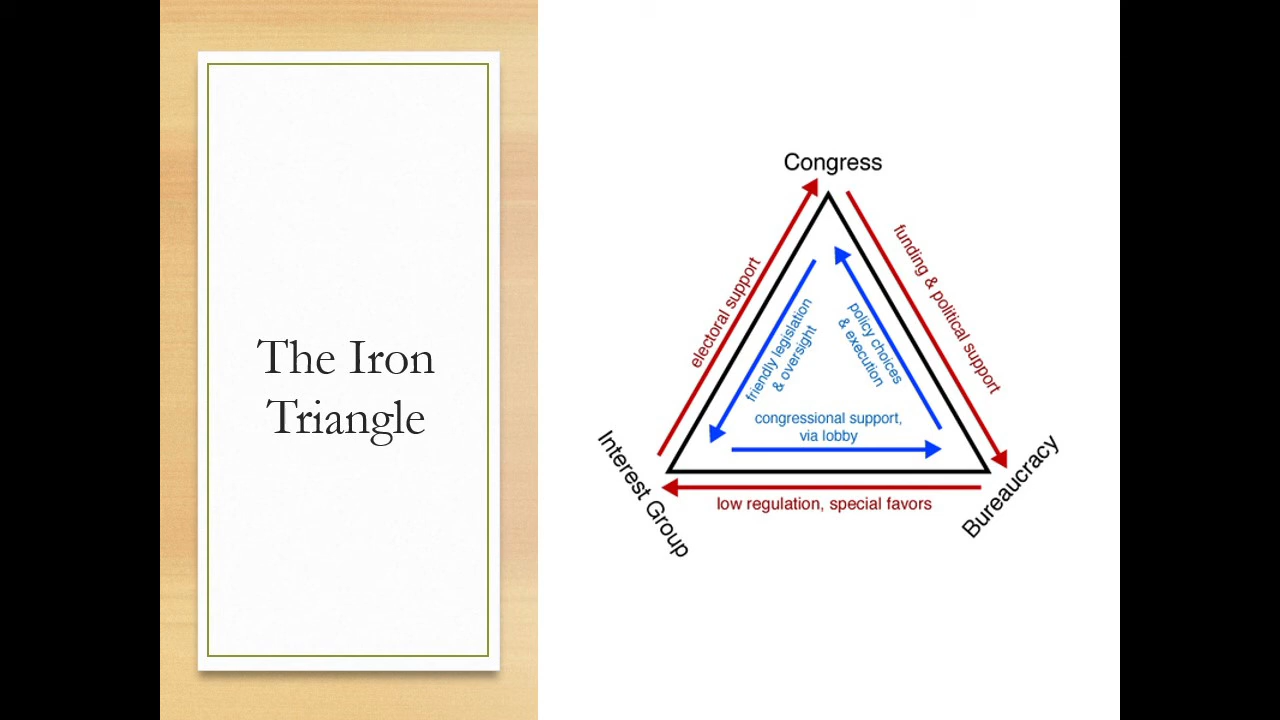 The Iron
Triangle
Congress
electoral support
funding & political support
friendly legislation
& oversight
policy choices
& execution
congressional support,
via lobby
Interest Group
Bureaucracy
low regulation, special favors